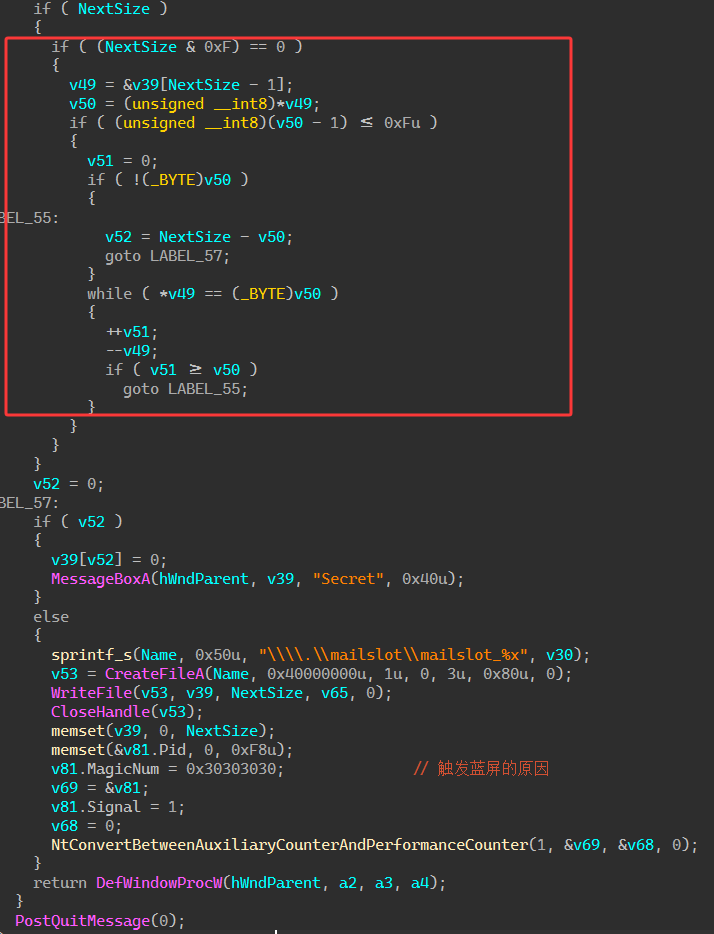 if ( NextSize )
{
if ( (NextSize & 0xF) == 0 )
{
v49 = &v39[NextSize - 1];
v50 = (unsigned __int8)*v49;
if ( (unsigned __int8)(v50 - 1) ≤ 0xFu )
{
v51 = 0;
if ( !(_BYTE)v50 )
{
BEL_55:
v52 = NextSize - v50;
goto LABEL_57;
}
while ( *v49 == (_BYTE)v50 )
{
++v51;
--v49;
if ( v51 ≥ v50 )
goto LABEL_55;
}
}
}
}
v52 = 0;
BEL_57:
if ( v52 )
{
v39[v52] = 0;
MessageBoxA(hWndParent, v39, "Secret", 0x40u);
}
else
{
sprintf_s(Name, 0x50u, "\\\\.\\mailslot\\mailslot_%x", v30);
v53 = CreateFileA(Name, 0x40000000u, 1u, 0, 3u, 0x80u, 0);
WriteFile(v53, v39, NextSize, v65, 0);
CloseHandle(v53);
memset(v39, 0, NextSize);
memset(&v81.Pid, 0, 0xF8u);
v81.MagicNum = 0x30303030; // 触发蓝屏的原因
v69 = &v81;
v81.Signal = 1;
v68 = 0;
NtConvertBetweenAuxiliaryCounterAndPerformanceCounter(1, &v69, &v68, 0);
}
return DefWindowProcW(hWndParent, a2, a3, a4);
}
PostQuitMessage(0);